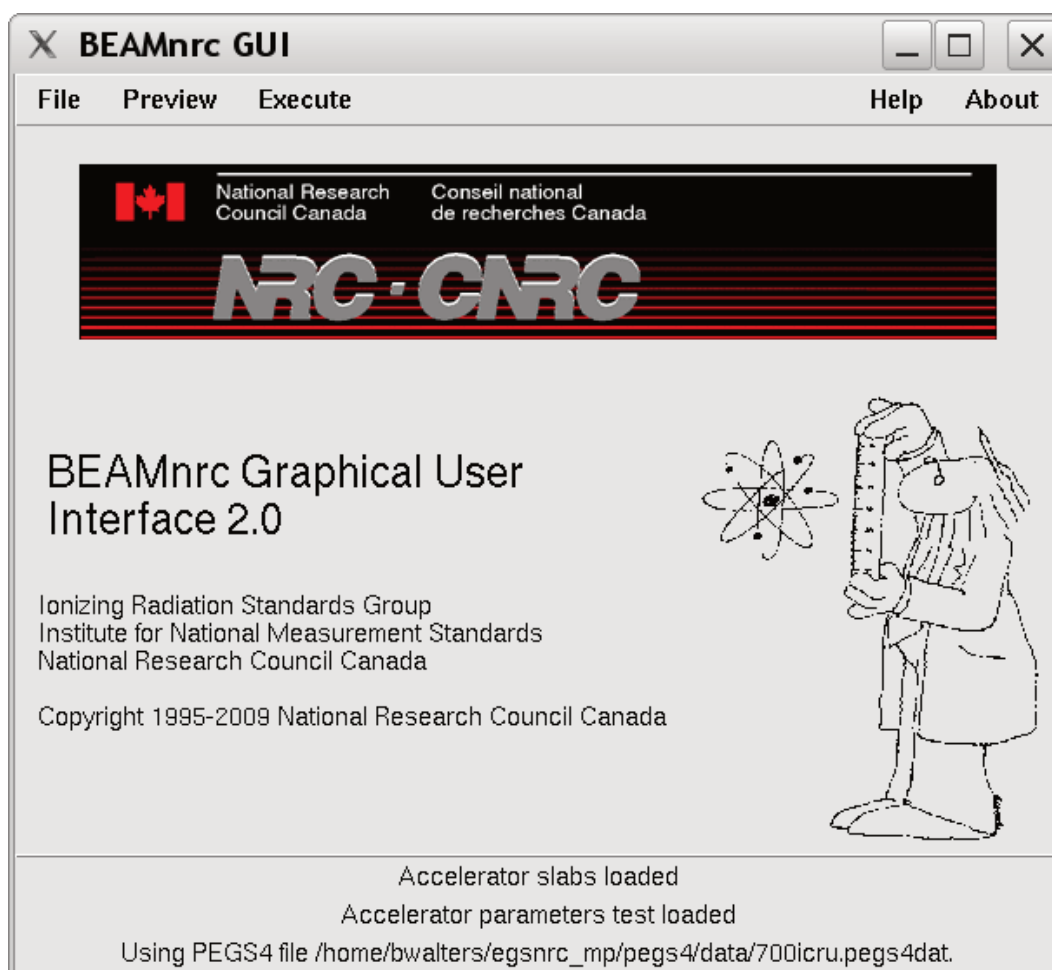 BEAMnrc GUI
File Preview Execute Help About
National Research Conseil national
Council Canada de recherches Canada
NRC · CNRC
BEAMnrc Graphical User
Interface 2.0
Ionizing Radiation Standards Group
Institute for National Measurement Standards
National Research Council Canada
Copyright 1995-2009 National Research Council Canada
Accelerator slabs loaded
Accelerator parameters test loaded
Using PEGS4 file /home/bwalters/egsnrc_mp/pegs4/data/700icru.pegs4dat.